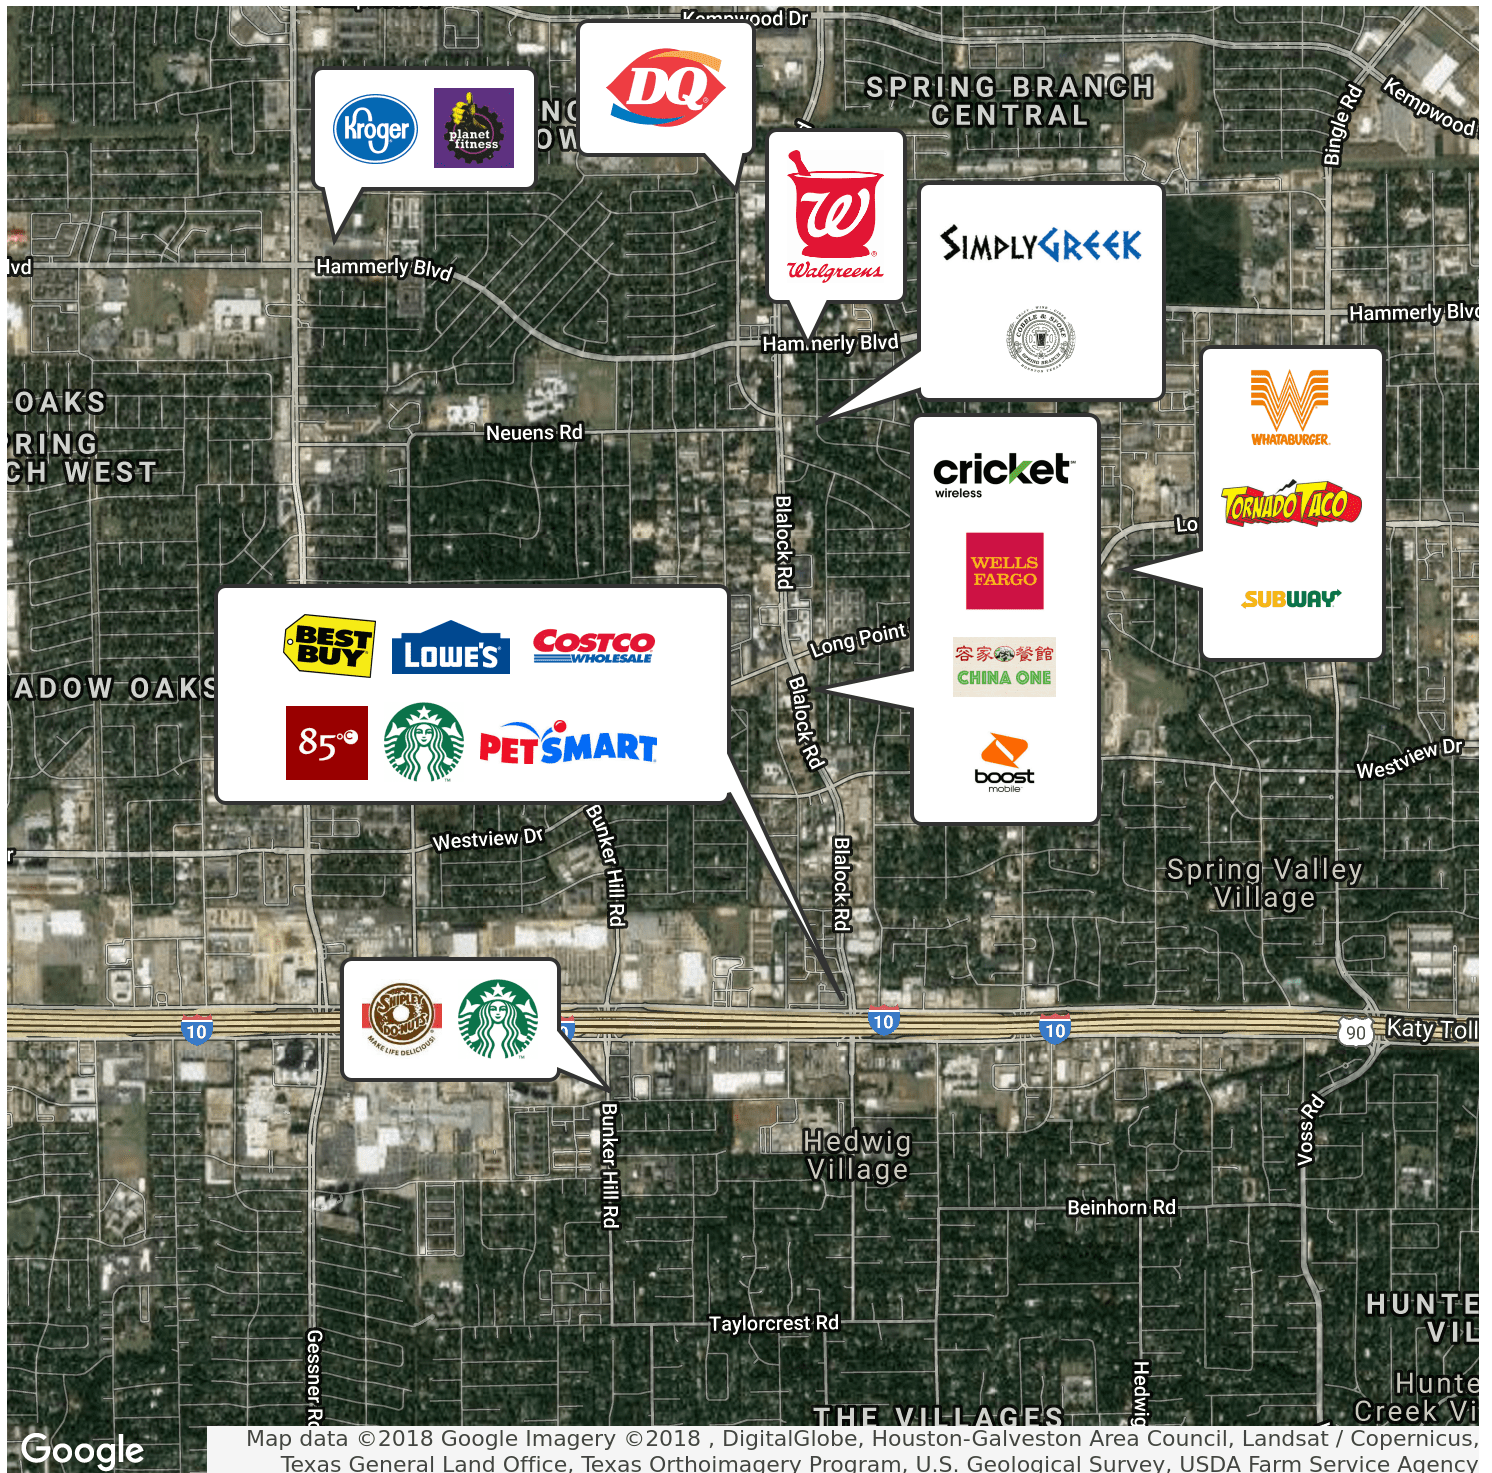 Kempwood Dr
SPRING BRANCH
CENTRAL
Kempwood
Bingle Rd
DQ
Kroger
planet
fitness
Walgreens
SIMPLYGREEK
COBBLE & SPORK
SPRING BRANCH
lvd
Hammerly Blvd
Hammerly Blvd
Hammerly Blvd
WHATABURGER
TORNADO TACO
SUBWAY
OAKS
PRING
CH WEST
Neuens Rd
cricket
wireless
WELLS
FARGO
容家餐館
CHINA ONE
boost
mobile
Blalock Rd
Lo
Long Point
Blalock Rd
BEST
BUY
LOWE'S
COSTCO
WHOLESALE
85°C
PETSMART
ADOW OAKS
Westview Dr
Westview Dr
Bunker Hill Rd
Blalock Rd
Spring Valley
Village
SHIPLEY
DO-NUTS
MAKE LIFE DELICIOUS!
10
10
10
90
Katy Toll
Voss Rd
Bunker Hill Rd
Hedwig
Village
Beinhorn Rd
Taylorcrest Rd
Gessner Rd
Hedwig
HUNTE
VIL
Hunte
Creek Vi
THE VILLAGES
Google
Map data ©2018 Google Imagery ©2018 , DigitalGlobe, Houston-Galveston Area Council, Landsat / Copernicus,
Texas General Land Office, Texas Orthoimagery Program, U.S. Geological Survey, USDA Farm Service Agency